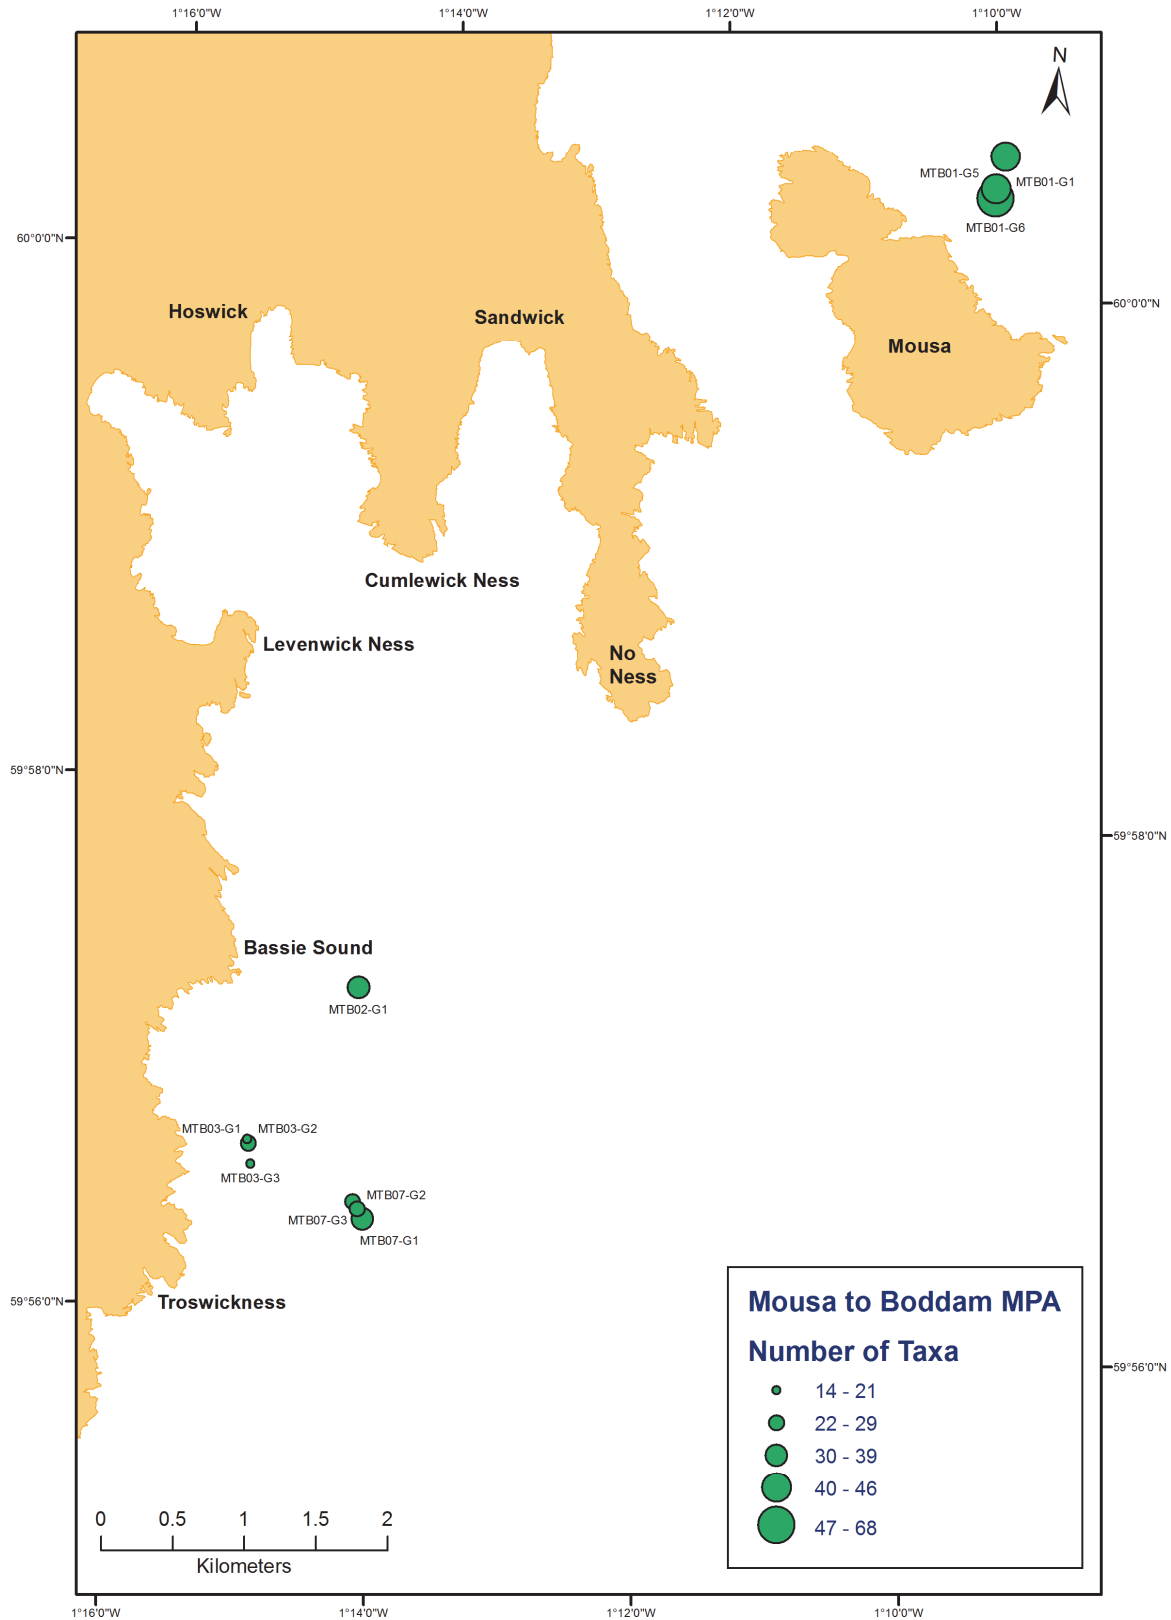 1°16'0"W
1°14'0"W
1°12'0"W
1°10'0"W
N
MTB01-G5
MTB01-G1
MTB01-G6
60°0'0"N
60°0'0"N
Hoswick
Sandwick
Mousa
Cumlewick Ness
Levenwick Ness
No
Ness
59°58'0"N
59°58'0"N
Bassie Sound
MTB02-G1
MTB03-G1
MTB03-G2
MTB03-G3
MTB07-G2
MTB07-G3
MTB07-G1
59°56'0"N
Troswickness
59°56'0"N
Mousa to Boddam MPA
Number of Taxa
14 - 21
22 - 29
30 - 39
40 - 46
47 - 68
0 0.5 1 1.5 2
Kilometers
1°16'0"W
1°14'0"W
1°12'0"W
1°10'0"W